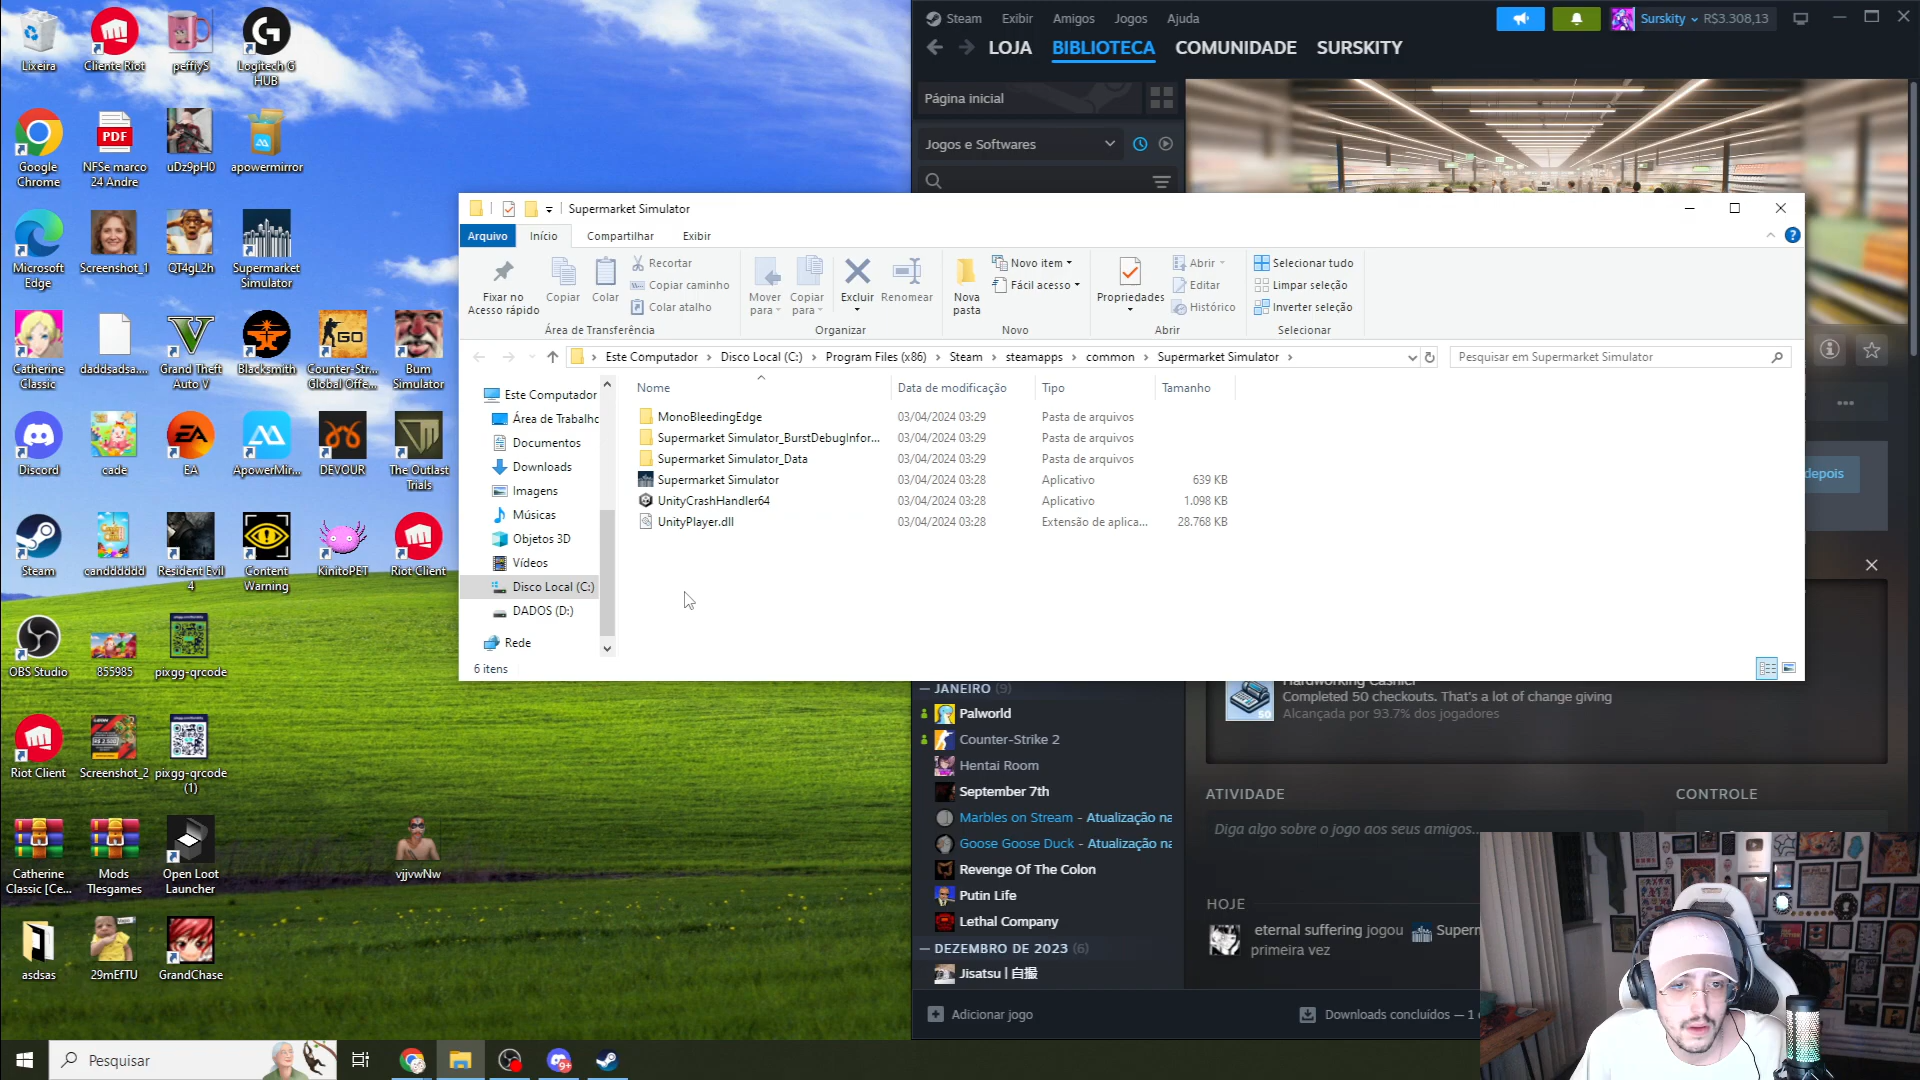 Lixeira
Cliente Riot
peffiyS
Logitech G
HUB
Google
Chrome
PDF
NFSe marco
24 Andre
uDz9pH0
apowermirror
Microsoft
Edge
Screenshot_1
QT4gL2h
Supermarket
Simulator
Catherine
Classic
daddsadsa....
Grand Theft
Auto V
Blacksmith
GO
Counter-Str...
Global Offe...
Bum
Simulator
Discord
cade
EA
EA
ApowerMir...
DEVOUR
The Outlast
Trials
Steam
candddddd
Resident Evil
4
Content
Warning
KinitoPET
Riot Client
OBS Studio
855985
pixgg-qrcode
Riot Client
Screenshot_2
pixgg-qrcode
(1)
Catherine
Classic [Ce...
Mods
Tlesgames
Open Loot
Launcher
vjjvwNw
asdsas
29mEfTU
GrandChase
Steam Exibir Amigos Jogos Ajuda
Surskity R$3.308,13
LOJA BIBLIOTECA COMUNIDADE SURSKITY
Página inicial
Jogos e Softwares
Supermarket Simulator
Arquivo Início Compartilhar Exibir
Fixar no
Acesso rápido
Copiar
Colar
Recortar
Copiar caminho
Colar atalho
Área de Transferência
Mover
para
Copiar
para
Excluir
Renomear
Organizar
Nova
pasta
Novo item
Fácil acesso
Novo
Propriedades
Abrir
Editar
Histórico
Abrir
Selecionar tudo
Limpar seleção
Inverter seleção
Selecionar
Este Computador > Disco Local (C:) > Program Files (x86) > Steam > steamapps > common > Supermarket Simulator >
Pesquisar em Supermarket Simulator
Este Computador
Área de Trabalho
Documentos
Downloads
Imagens
Músicas
Objetos 3D
Vídeos
Disco Local (C:)
DADOS (D:)
Rede
6 itens
Nome Data de modificação Tipo Tamanho
MonoBleedingEdge 03/04/2024 03:29 Pasta de arquivos
Supermarket Simulator_BurstDebugInfor... 03/04/2024 03:29 Pasta de arquivos
Supermarket Simulator_Data 03/04/2024 03:29 Pasta de arquivos
Supermarket Simulator 03/04/2024 03:28 Aplicativo 639 KB
UnityCrashHandler64 03/04/2024 03:28 Aplicativo 1.098 KB
UnityPlayer.dll 03/04/2024 03:28 Extensão de aplica... 28.768 KB
depois
JANEIRO (9)
Palworld
Counter-Strike 2
Hentai Room
September 7th
Marbles on Stream - Atualização na
Goose Goose Duck - Atualização na
Revenge Of The Colon
Putin Life
Lethal Company
DEZEMBRO DE 2023 (6)
Jisatsu | 自撮
Adicionar jogo
Hardworking Cashier
Completed 50 checkouts. That's a lot of change giving
Alcançada por 93.7% dos jogadores
50
ATIVIDADE
CONTROLE
Diga algo sobre o jogo aos seus amigos...
HOJE
eternal suffering jogou Superm
primeira vez
Downloads concluídos — 1
Pesquisar
9+